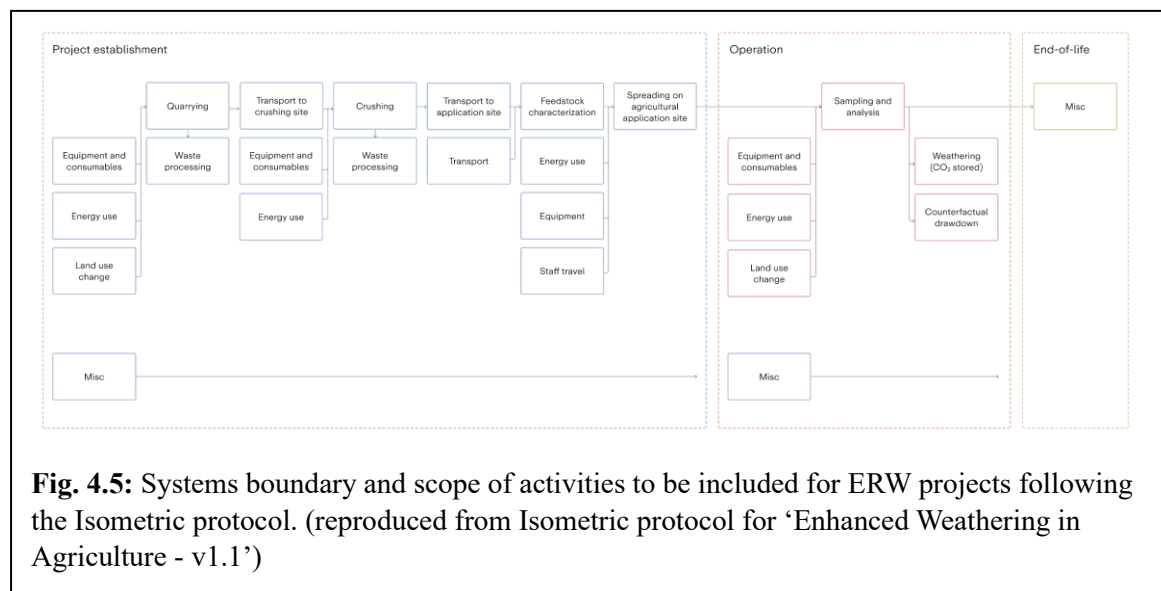 Project establishment
Operation
End-of-life
Quarrying
Transport to
crushing site
Crushing
Transport to
application site
Feedstock
characterization
Spreading on
agricultural
application site
Sampling and
analysis
Misc
Equipment and
consumables
Waste
processing
Equipment and
consumables
Waste
processing
Transport
Energy use
Equipment and
consumables
Weathering
(CO₂ stored)
Energy use
Energy use
Equipment
Energy use
Counterfactual
drawdown
Land use
change
Staff travel
Land use
change
Misc
Misc
Fig. 4.5: Systems boundary and scope of activities to be included for ERW projects following
the Isometric protocol. (reproduced from Isometric protocol for ‘Enhanced Weathering in
Agriculture - v1.1’)